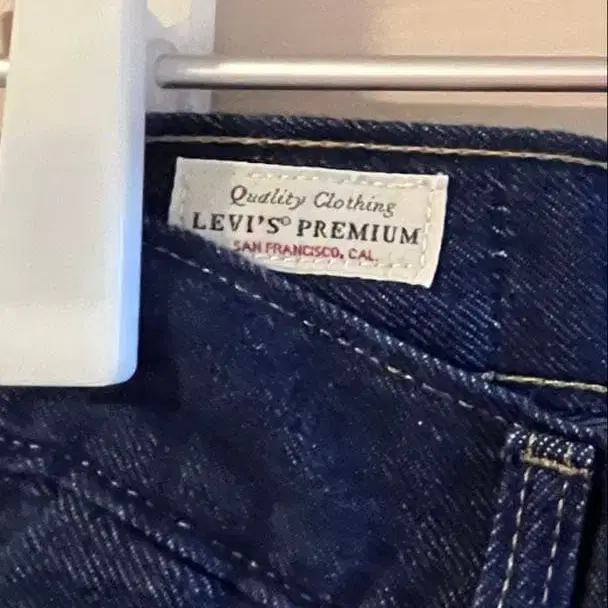 Quality Clothing
LEVI'S® PREMIUM
SAN FRANCISCO, CAL.